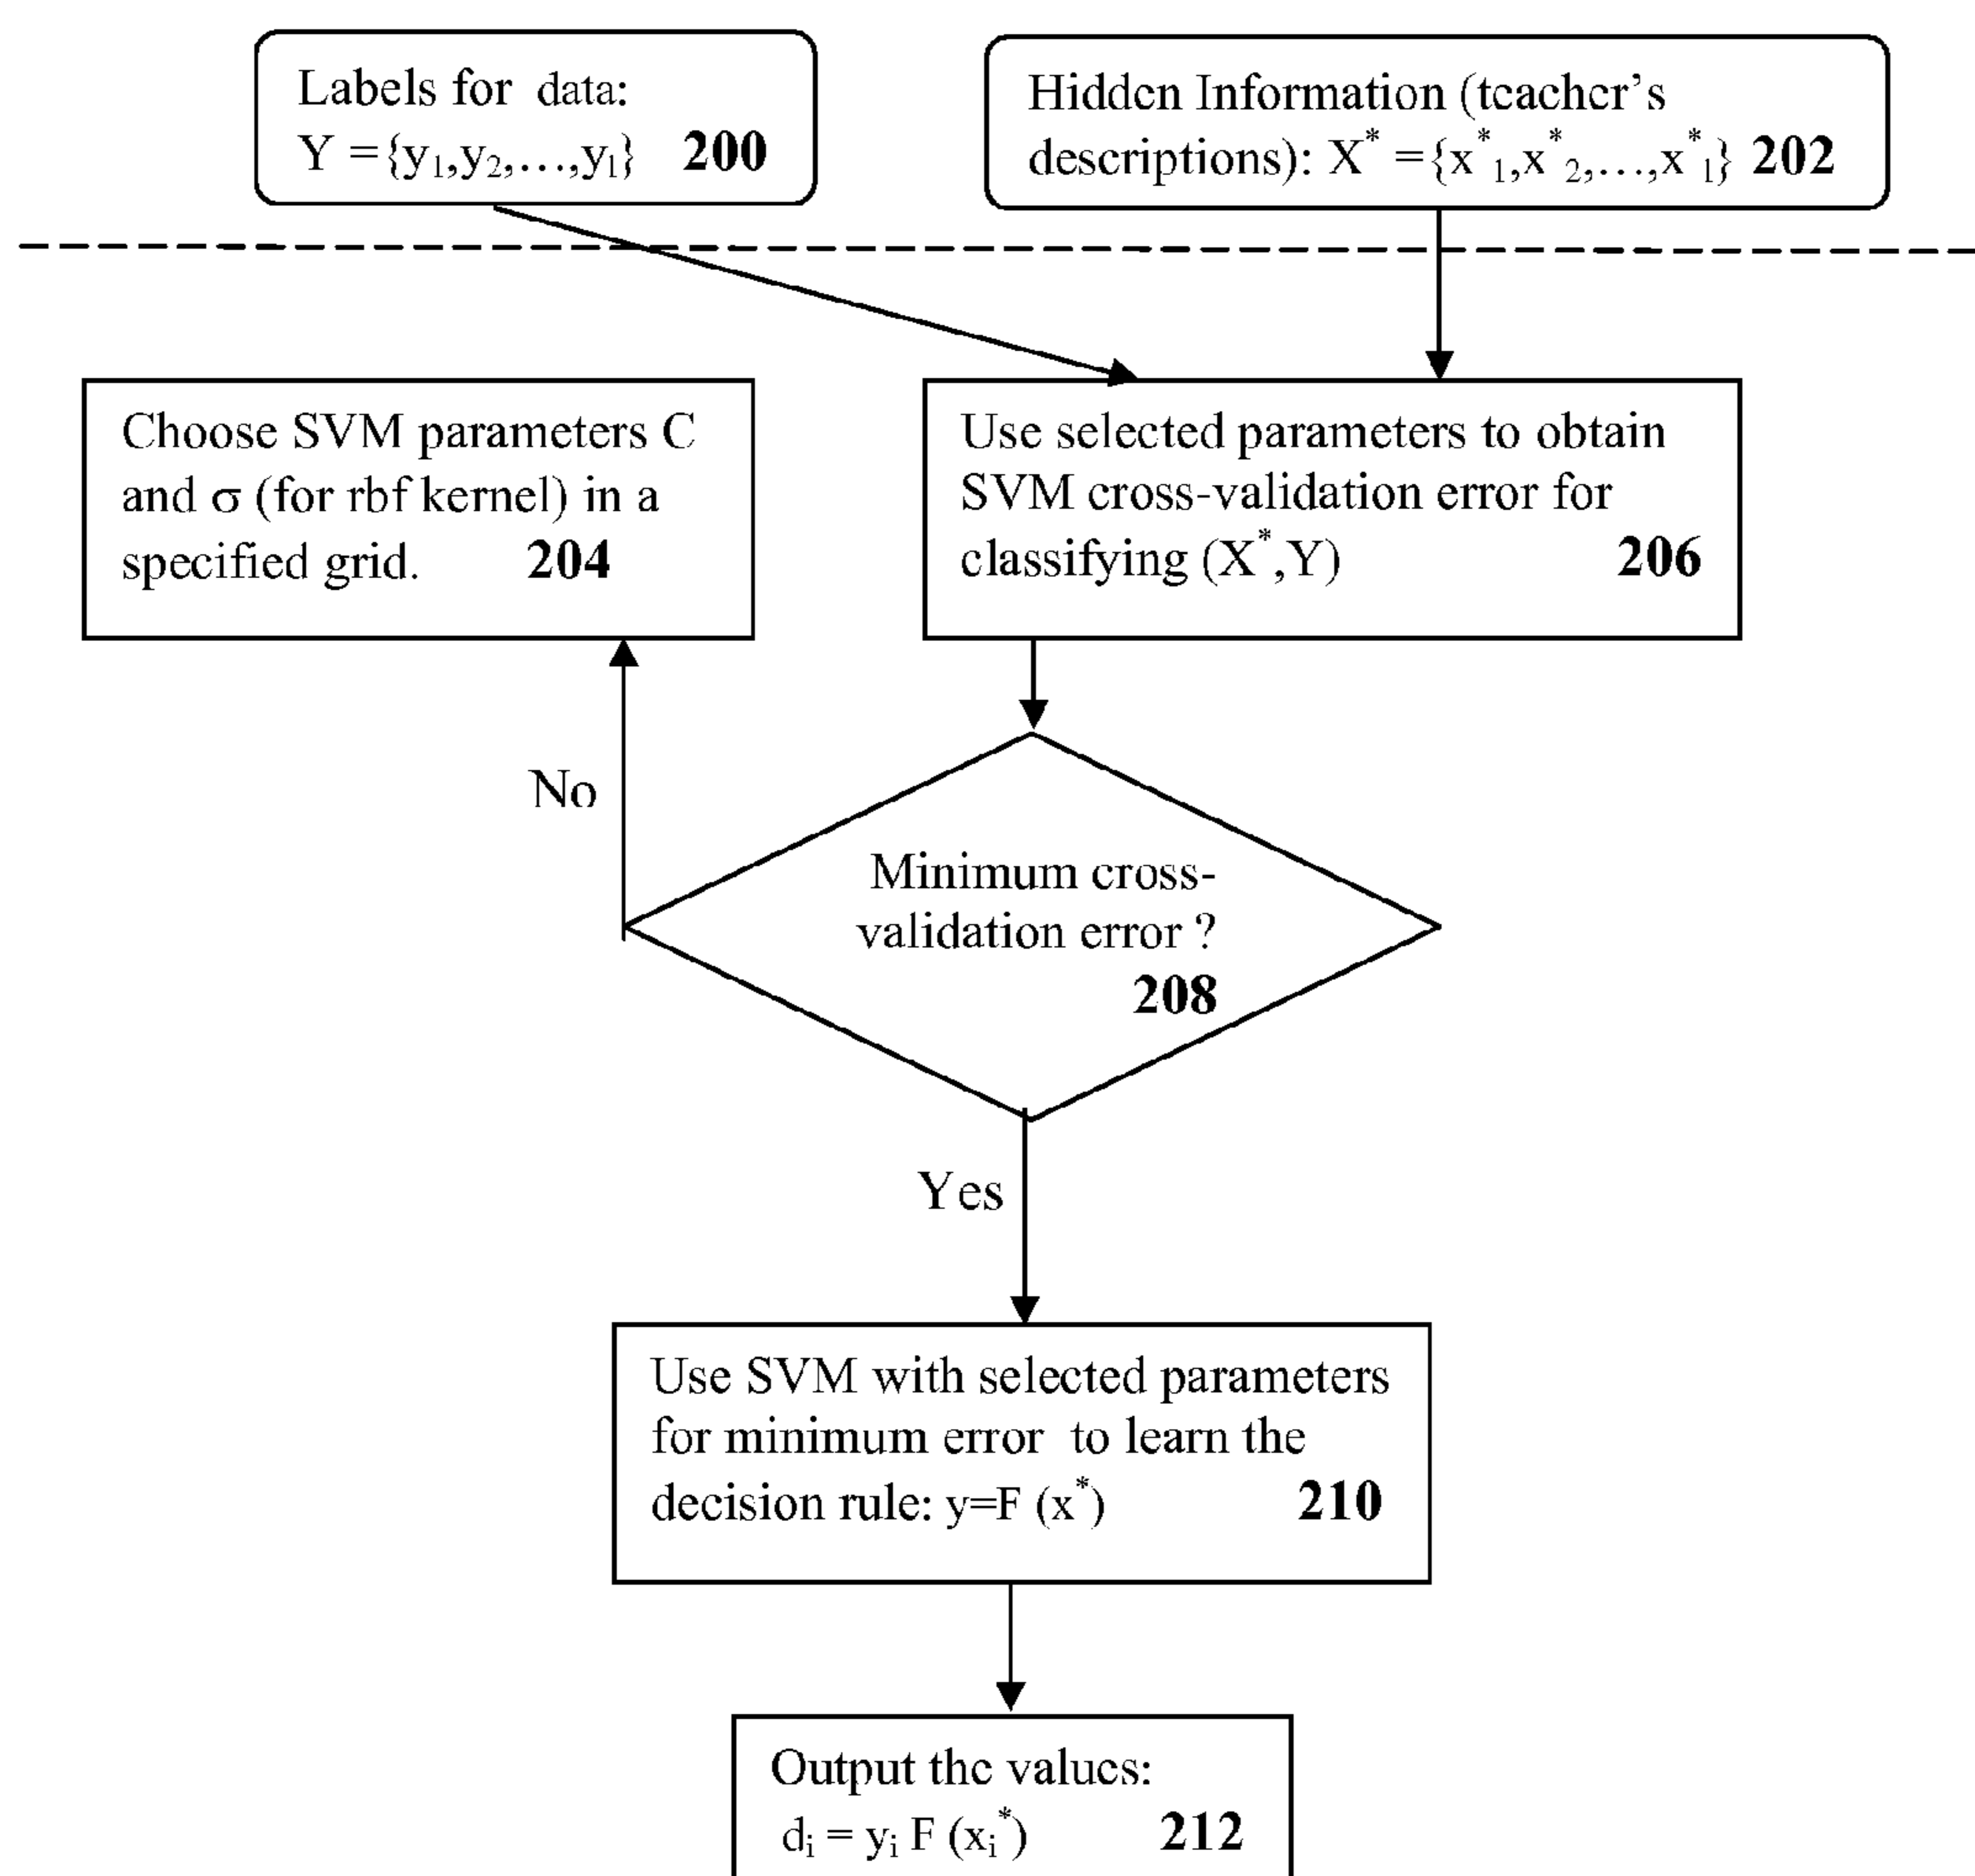 Labels for data:
Y ={y₁,y₂,…,yₗ} 200
Hidden Information (teacher's
descriptions): X* ={x*₁,x*₂,…,x*ₗ} 202
Choose SVM parameters C
and σ (for rbf kernel) in a
specified grid. 204
Use selected parameters to obtain
SVM cross-validation error for
classifying (X*,Y) 206
No
Minimum cross-
validation error ?
208
Yes
Use SVM with selected parameters
for minimum error to learn the
decision rule: y=F (x*) 210
Output the values:
dᵢ = yᵢ F (xᵢ*) 212